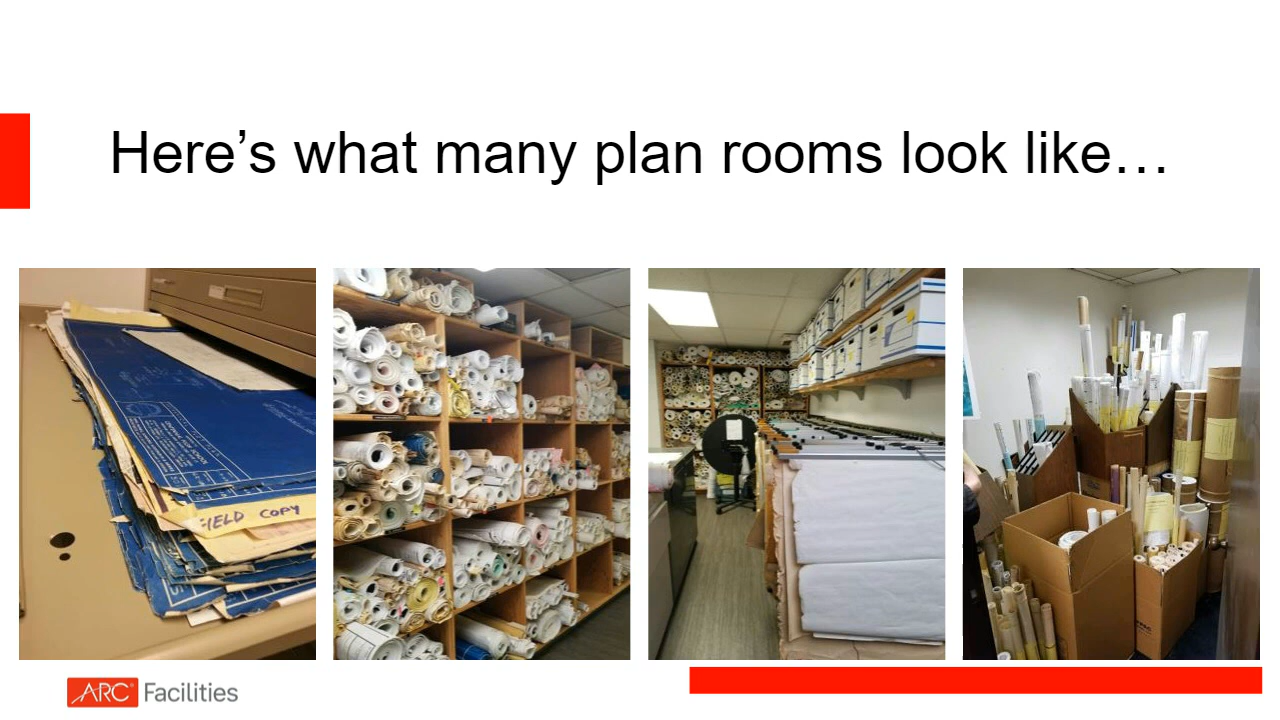 Here’s what many plan rooms look like…
FIELD COPY
ARC Facilities